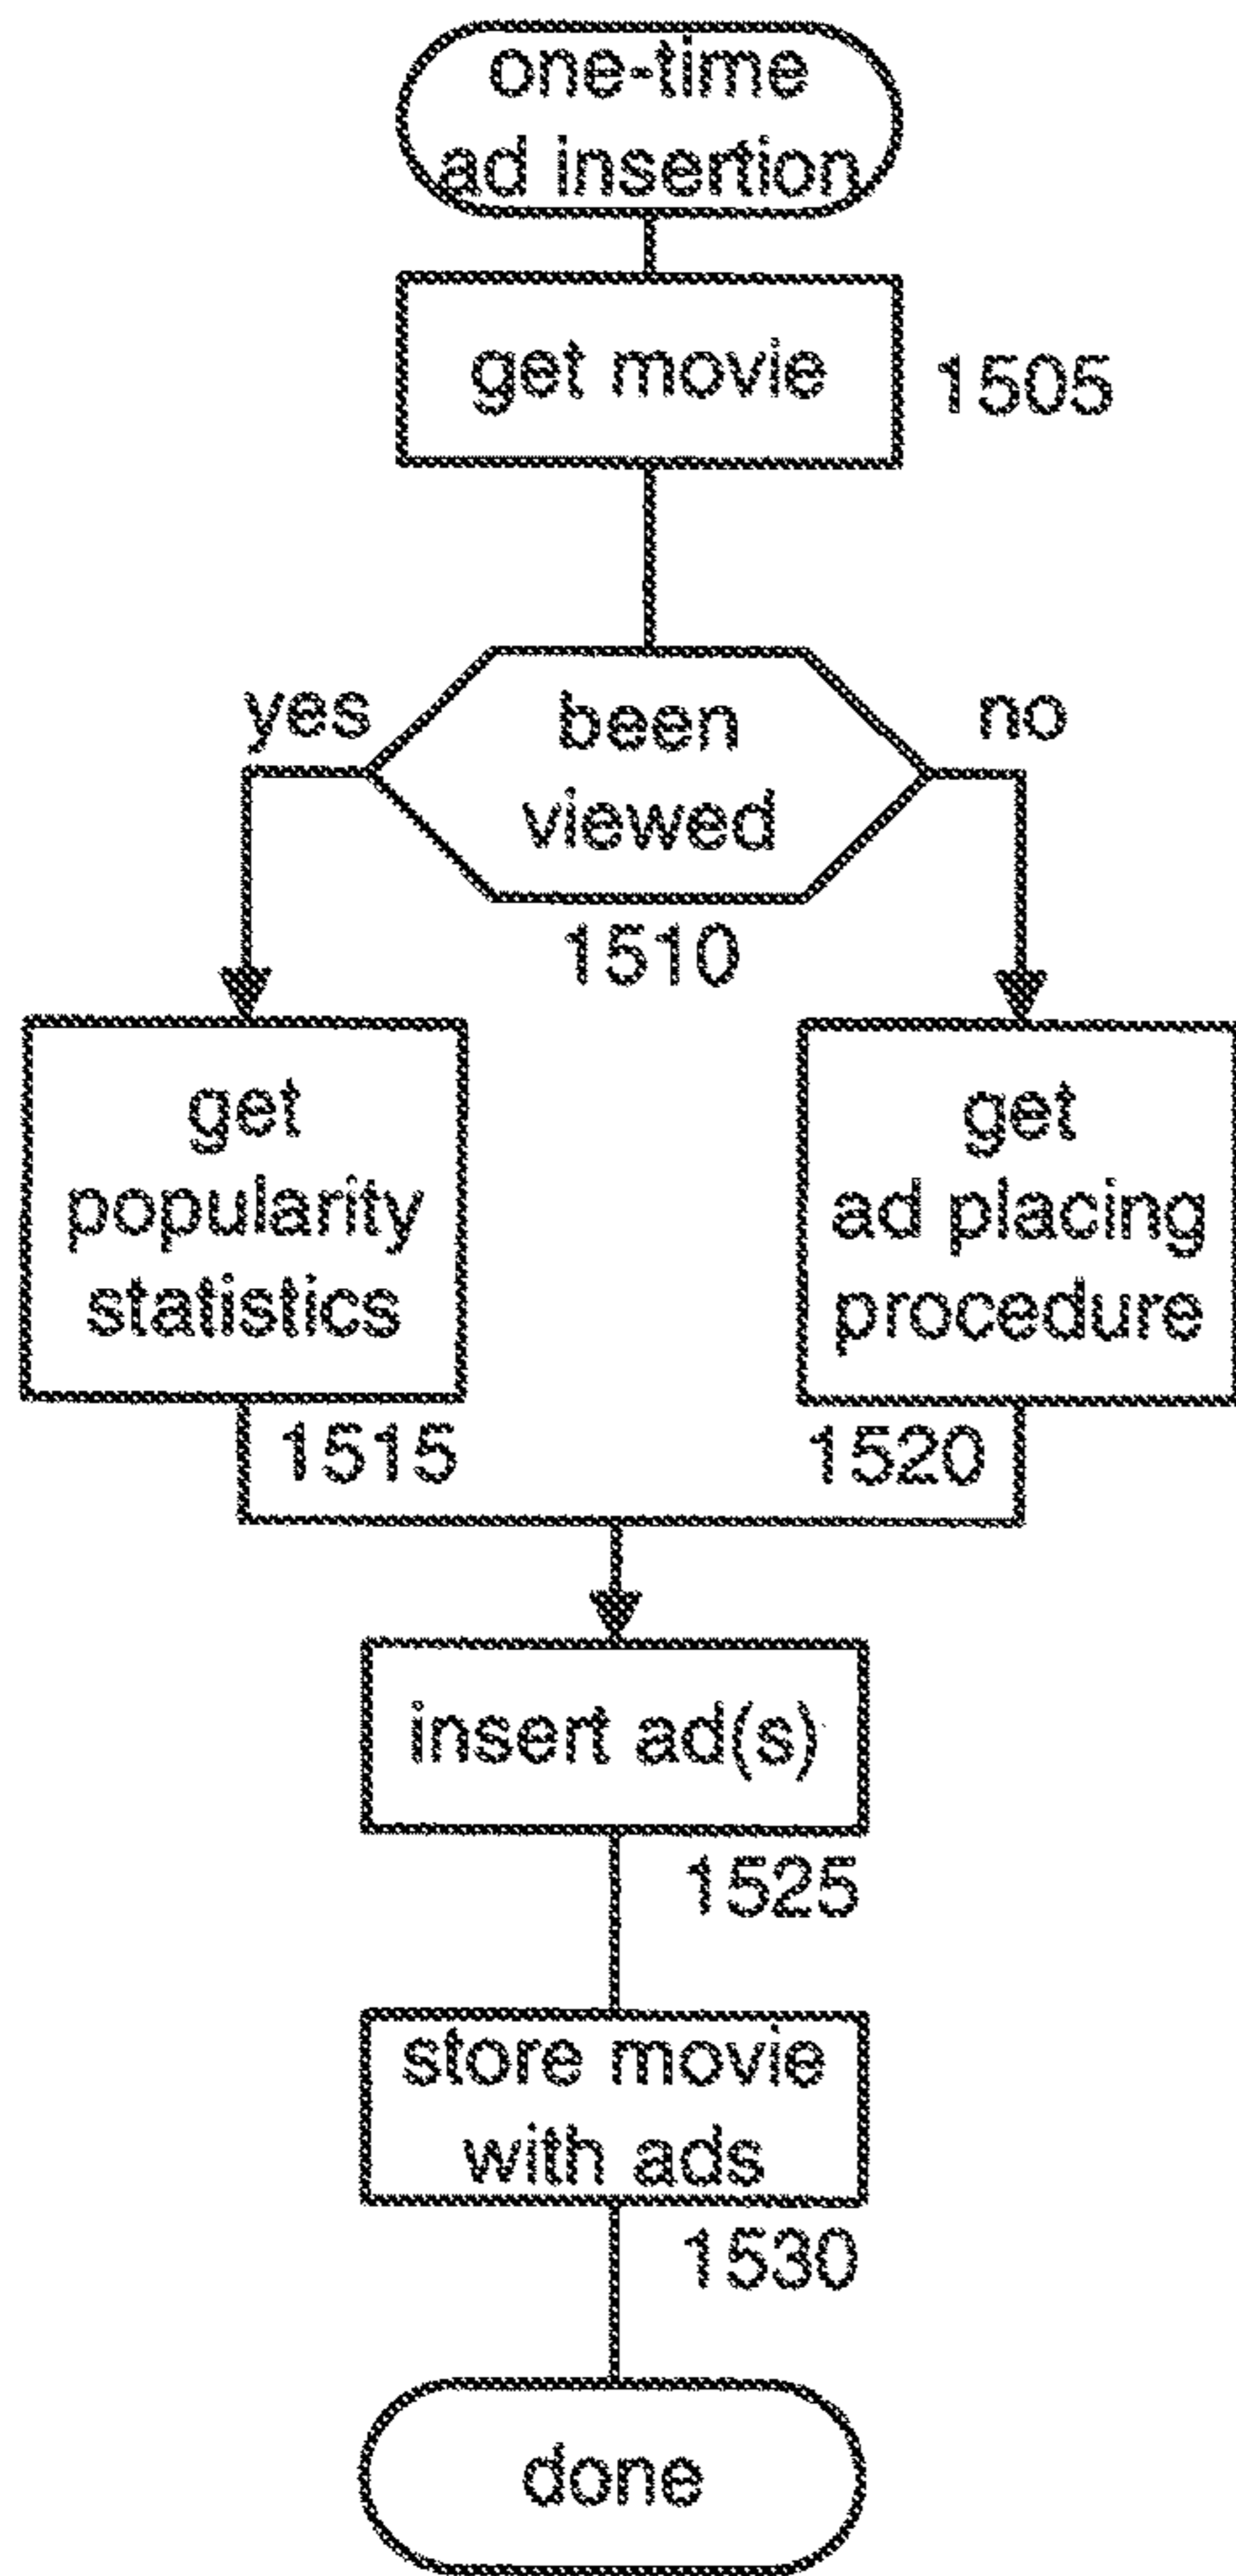 one-time
ad insertion
get movie
1505
yes
been
viewed
no
1510
get
popularity
statistics
1515
get
ad placing
procedure
1520
insert ad(s)
1525
store movie
with ads
1530
done